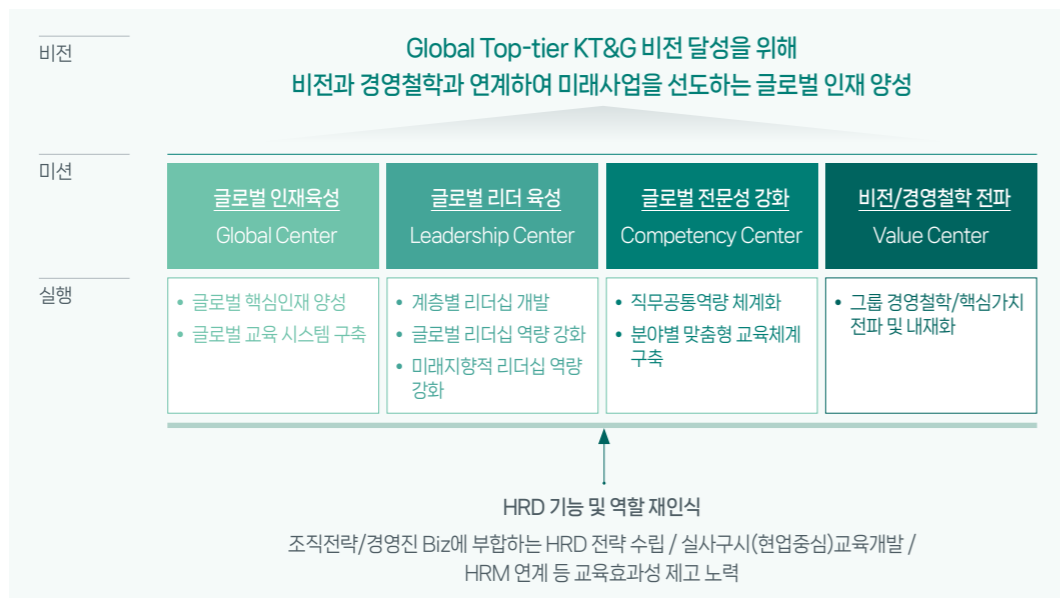 비전
Global Top-tier KT&G 비전 달성을 위해
비전과 경영철학과 연계하여 미래사업을 선도하는 글로벌 인재 양성
미션
글로벌 인재육성
Global Center
글로벌 리더 육성
Leadership Center
글로벌 전문성 강화
Competency Center
비전/경영철학 전파
Value Center
실행
• 글로벌 핵심인재 양성
• 글로벌 교육 시스템 구축
• 계층별 리더십 개발
• 글로벌 리더십 역량 강화
• 미래지향적 리더십 역량
강화
• 직무공통역량 체계화
• 분야별 맞춤형 교육체계
구축
• 그룹 경영철학/핵심가치
전파 및 내재화
HRD 기능 및 역할 재인식
조직전략/경영진 Biz에 부합하는 HRD 전략 수립 / 실사구시(현업중심)교육개발 /
HRM 연계 등 교육효과성 제고 노력